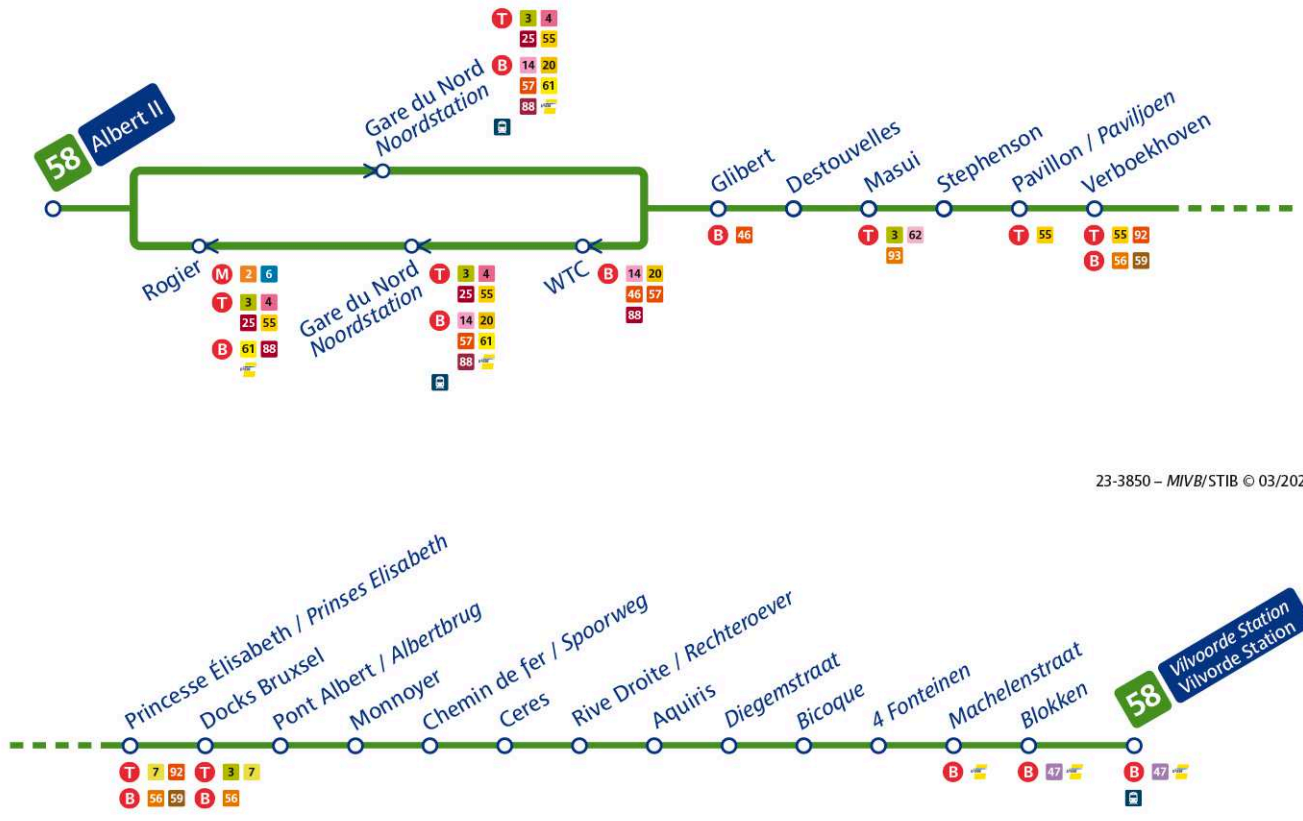 T 3 4
25 55
B 14 20
57 61
88
Gare du Nord
Noordstation
58 Albert II
Glibert
B 46
Destouvelles
Masui
T 3 62
93
Stephenson
Pavillon / Paviljoen
T 55
Verboekhoven
T 55 92
B 56 59
Rogier
M 2 6
T 3 4
25 55
B 61 88
Gare du Nord
Noordstation
T 3 4
25 55
B 14 20
57 61
88
WTC
B 14 20
46 57
88
23-3850 – MIVB/STIB © 03/202
Princesse Élisabeth / Prinses Elisabeth
T 7 92
B 56 59
Docks Bruxsel
T 3 7
B 56
Pont Albert / Albertbrug
Monnoyer
Chemin de fer / Spoorweg
Ceres
Rive Droite / Rechteroever
Aquiris
Diegemstraat
Bicoque
4 Fonteinen
Machelenstraat
B
Blokken
B 47
58 Vilvoorde Station
Vilvorde Station
B 47